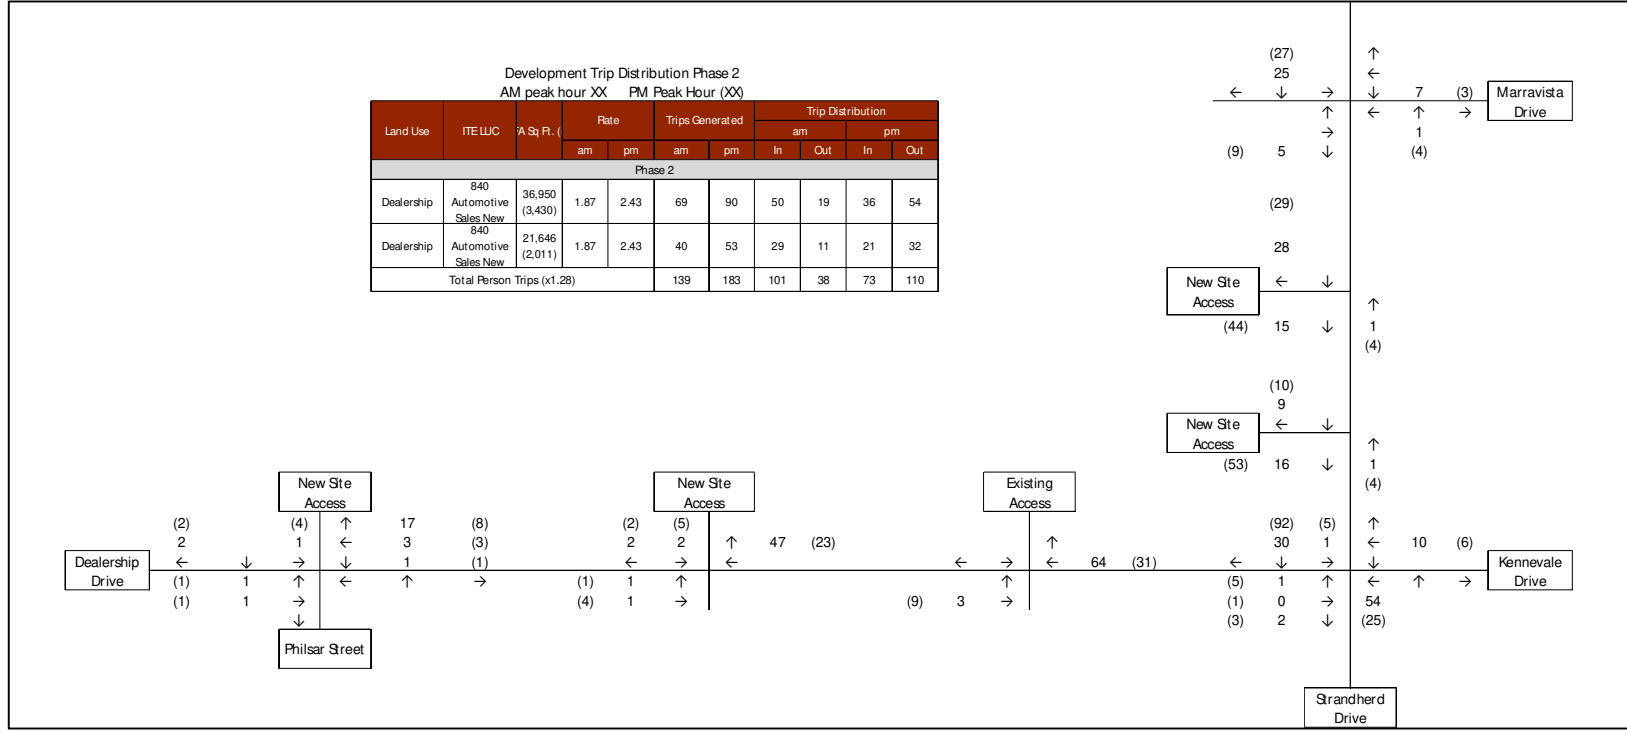 Development Trip Distribution Phase 2
AM peak hour XX PM Peak Hour (XX)
Land Use ITE LUC FA Sq Ft. ( Rate Trips Generated Trip Distribution
am pm
am pm am pm In Out In Out
Phase 2
Dealership 840 Automotive Sales New 36,950 (3,430) 1.87 2.43 69 90 50 19 36 54
Dealership 840 Automotive Sales New 21,646 (2,011) 1.87 2.43 40 53 29 11 21 32
Total Person Trips (x1.28) 139 183 101 38 73 110
(27) ↑
25 ←
← ↓ → ↓ 7 (3)
Marravista
Drive
↑ ← ↑ →
→ 1
(9) 5 ↓ (4)
(29)
28
New Site
Access
← ↓
↑
(44) 15 ↓ 1
(4)
(10)
9
New Site
Access
← ↓
↑
(53) 16 ↓ 1
(4)
New Site
Access
New Site
Access
Existing
Access
(2) (4) ↑ 17 (8) (2) (5) (92) (5) ↑
2 1 ← 3 (3) 2 2 ↑ 47 (23) ↑ 30 1 ← 10 (6)
Dealership
Drive
← ↓ → ↓ 1 (1) ← → ← ← → ← 64 (31) ← ↓ → ↓
Kennevale
Drive
(1) 1 ↑ ← ↑ → (1) 1 ↑ ↑ (5) 1 ↑ ← ↑ →
(1) 1 → (4) 1 → (9) 3 → (1) 0 → 54
↓ (3) 2 ↓ (25)
Philsar Street
Strandherd
Drive